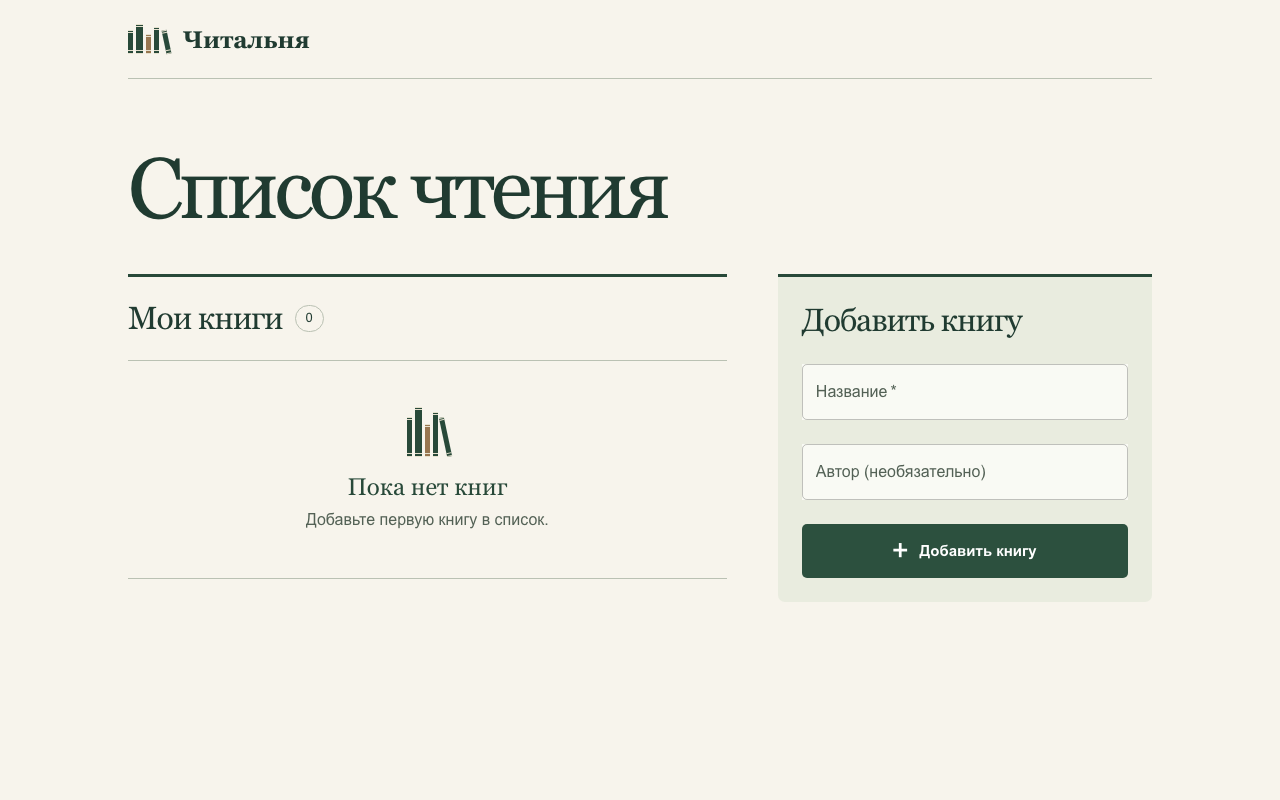 Читальня
Список чтения
Мои книги 0
Пока нет книг
Добавьте первую книгу в список.
Добавить книгу
Название *
Автор (необязательно)
+ Добавить книгу